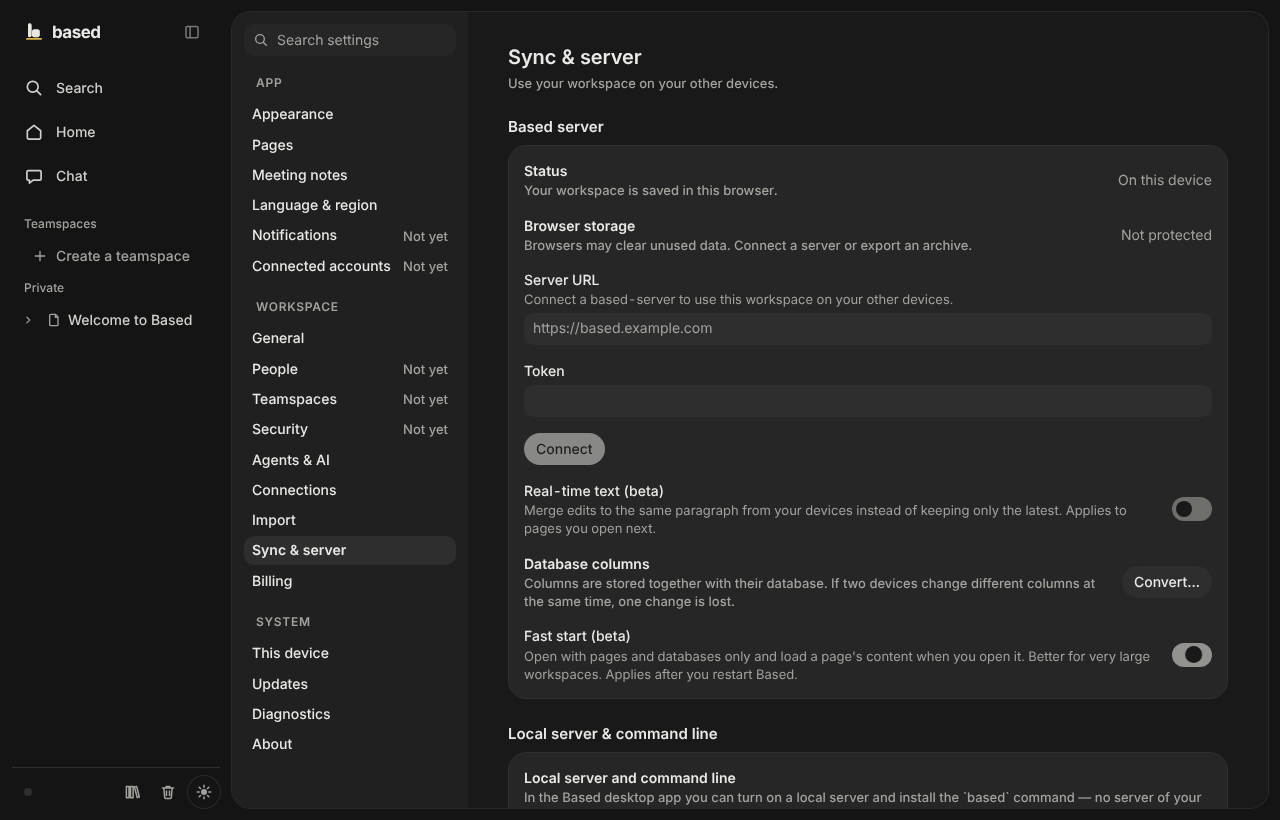 based
Search
Home
Chat
Teamspaces
Create a teamspace
Private
Welcome to Based
Search settings
APP
Appearance
Pages
Meeting notes
Language & region
Notifications Not yet
Connected accounts Not yet
WORKSPACE
General
People Not yet
Teamspaces Not yet
Security Not yet
Agents & AI
Connections
Import
Sync & server
Billing
SYSTEM
This device
Updates
Diagnostics
About
Sync & server
Use your workspace on your other devices.
Based server
Status
Your workspace is saved in this browser.
On this device
Browser storage
Browsers may clear unused data. Connect a server or export an archive.
Not protected
Server URL
Connect a based-server to use this workspace on your other devices.
https://based.example.com
Token
Connect
Real-time text (beta)
Merge edits to the same paragraph from your devices instead of keeping only the latest. Applies to
pages you open next.
Database columns
Columns are stored together with their database. If two devices change different columns at
the same time, one change is lost.
Convert...
Fast start (beta)
Open with pages and databases only and load a page's content when you open it. Better for very large
workspaces. Applies after you restart Based.
Local server & command line
Local server and command line
In the Based desktop app you can turn on a local server and install the `based` command — no server of your